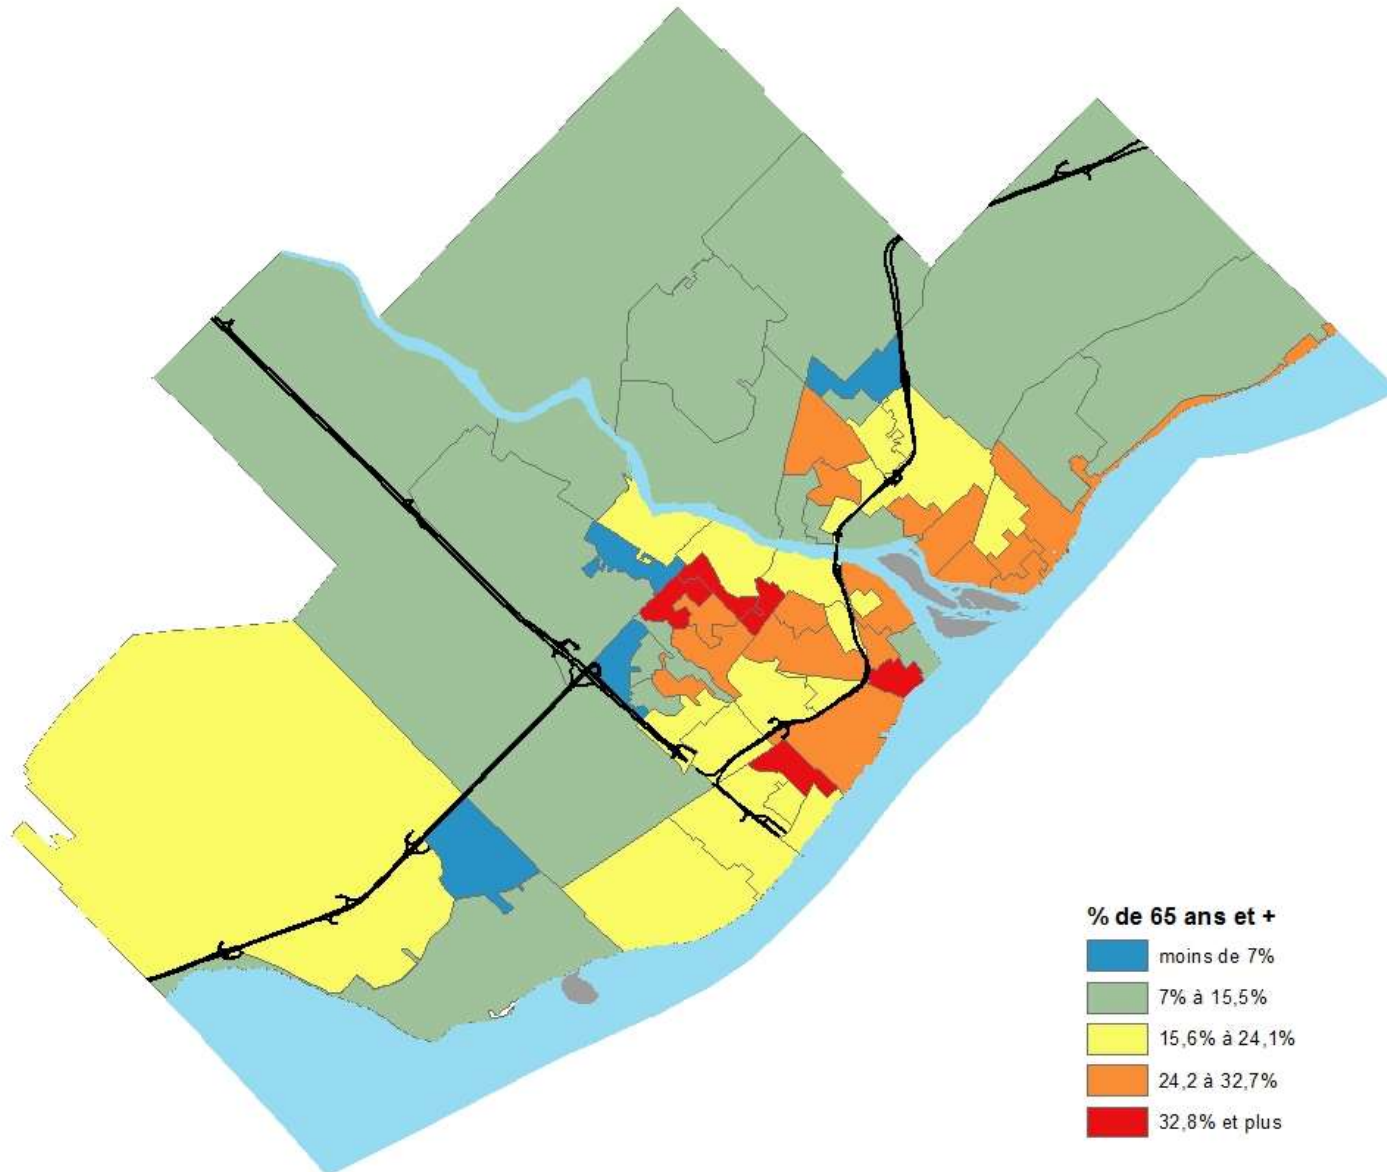 % de 65 ans et +
moins de 7%
7% à 15,5%
15,6% à 24,1%
24,2 à 32,7%
32,8% et plus